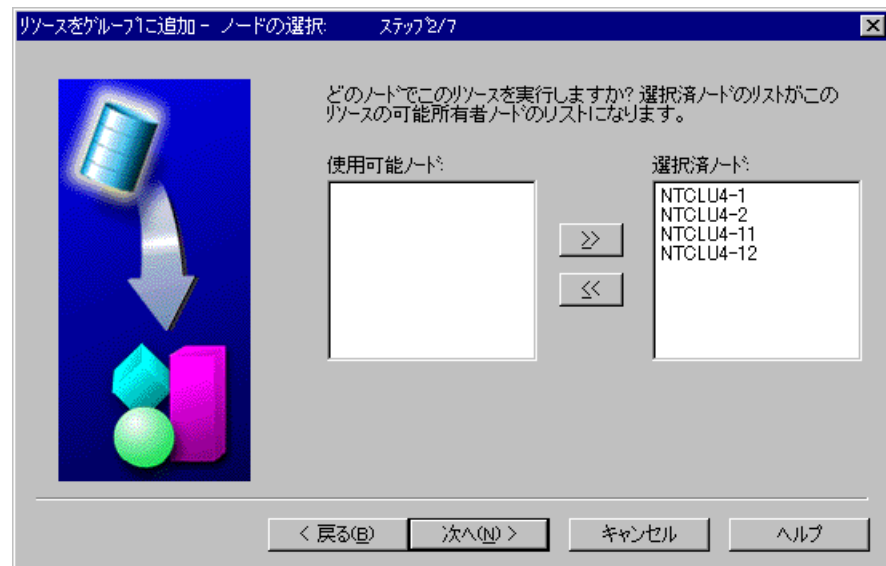 リソースをグループに追加 - ノードの選択: ステップ2/7
どのノードでこのリソースを実行しますか? 選択済ノードのリストがこの
リソースの可能所有者ノードのリストになります。
使用可能ノード:
選択済ノード:
NTCLU4-1
NTCLU4-2
NTCLU4-11
NTCLU4-12
>>
<<
< 戻る(B)
次へ(N) >
キャンセル
ヘルプ